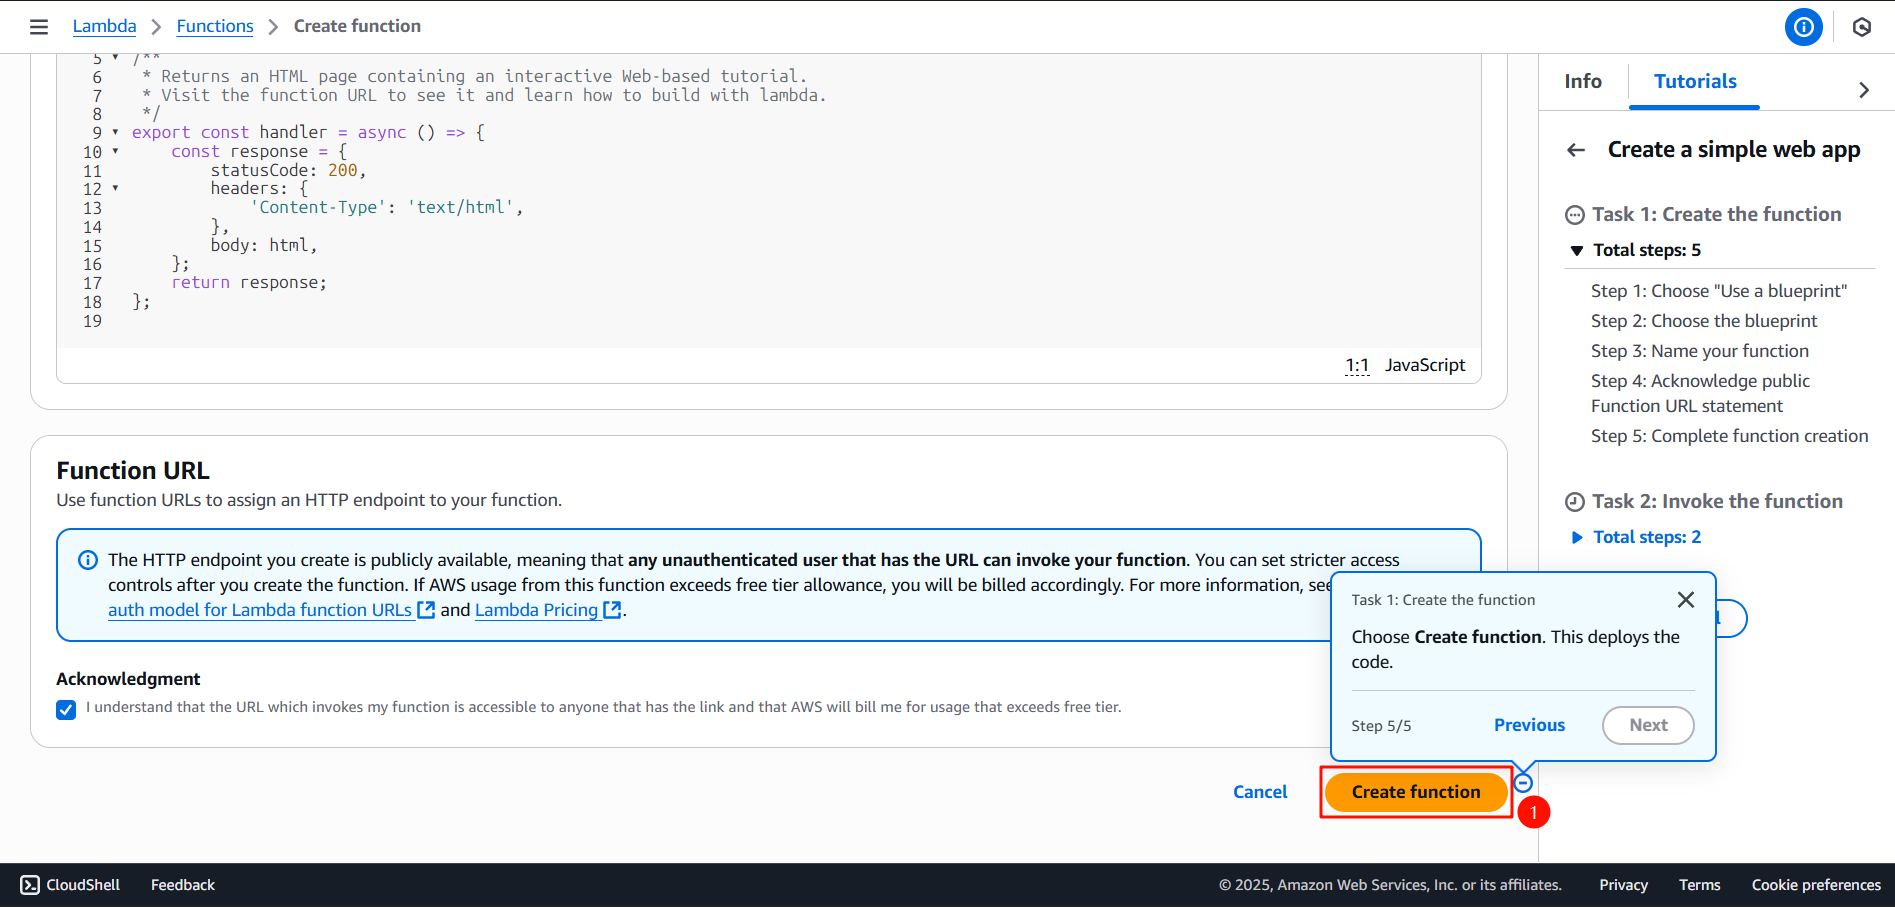 Lambda > Functions > Create function
5 /**
6 * Returns an HTML page containing an interactive Web-based tutorial.
7 * Visit the function URL to see it and learn how to build with lambda.
8 */
9 export const handler = async () => {
10 const response = {
11 statusCode: 200,
12 headers: {
13 'Content-Type': 'text/html',
14 },
15 body: html,
16 };
17 return response;
18 };
19
1:1 JavaScript
Function URL
Use function URLs to assign an HTTP endpoint to your function.
The HTTP endpoint you create is publicly available, meaning that any unauthenticated user that has the URL can invoke your function. You can set stricter access
controls after you create the function. If AWS usage from this function exceeds free tier allowance, you will be billed accordingly. For more information, see
auth model for Lambda function URLs and Lambda Pricing .
Acknowledgment
I understand that the URL which invokes my function is accessible to anyone that has the link and that AWS will bill me for usage that exceeds free tier.
Cancel
Create function
1
Info
Tutorials
Create a simple web app
Task 1: Create the function
Total steps: 5
Step 1: Choose "Use a blueprint"
Step 2: Choose the blueprint
Step 3: Name your function
Step 4: Acknowledge public
Function URL statement
Step 5: Complete function creation
Task 2: Invoke the function
Total steps: 2
Task 1: Create the function
Choose Create function. This deploys the
code.
Step 5/5
Previous
Next
CloudShell
Feedback
© 2025, Amazon Web Services, Inc. or its affiliates.
Privacy
Terms
Cookie preferences